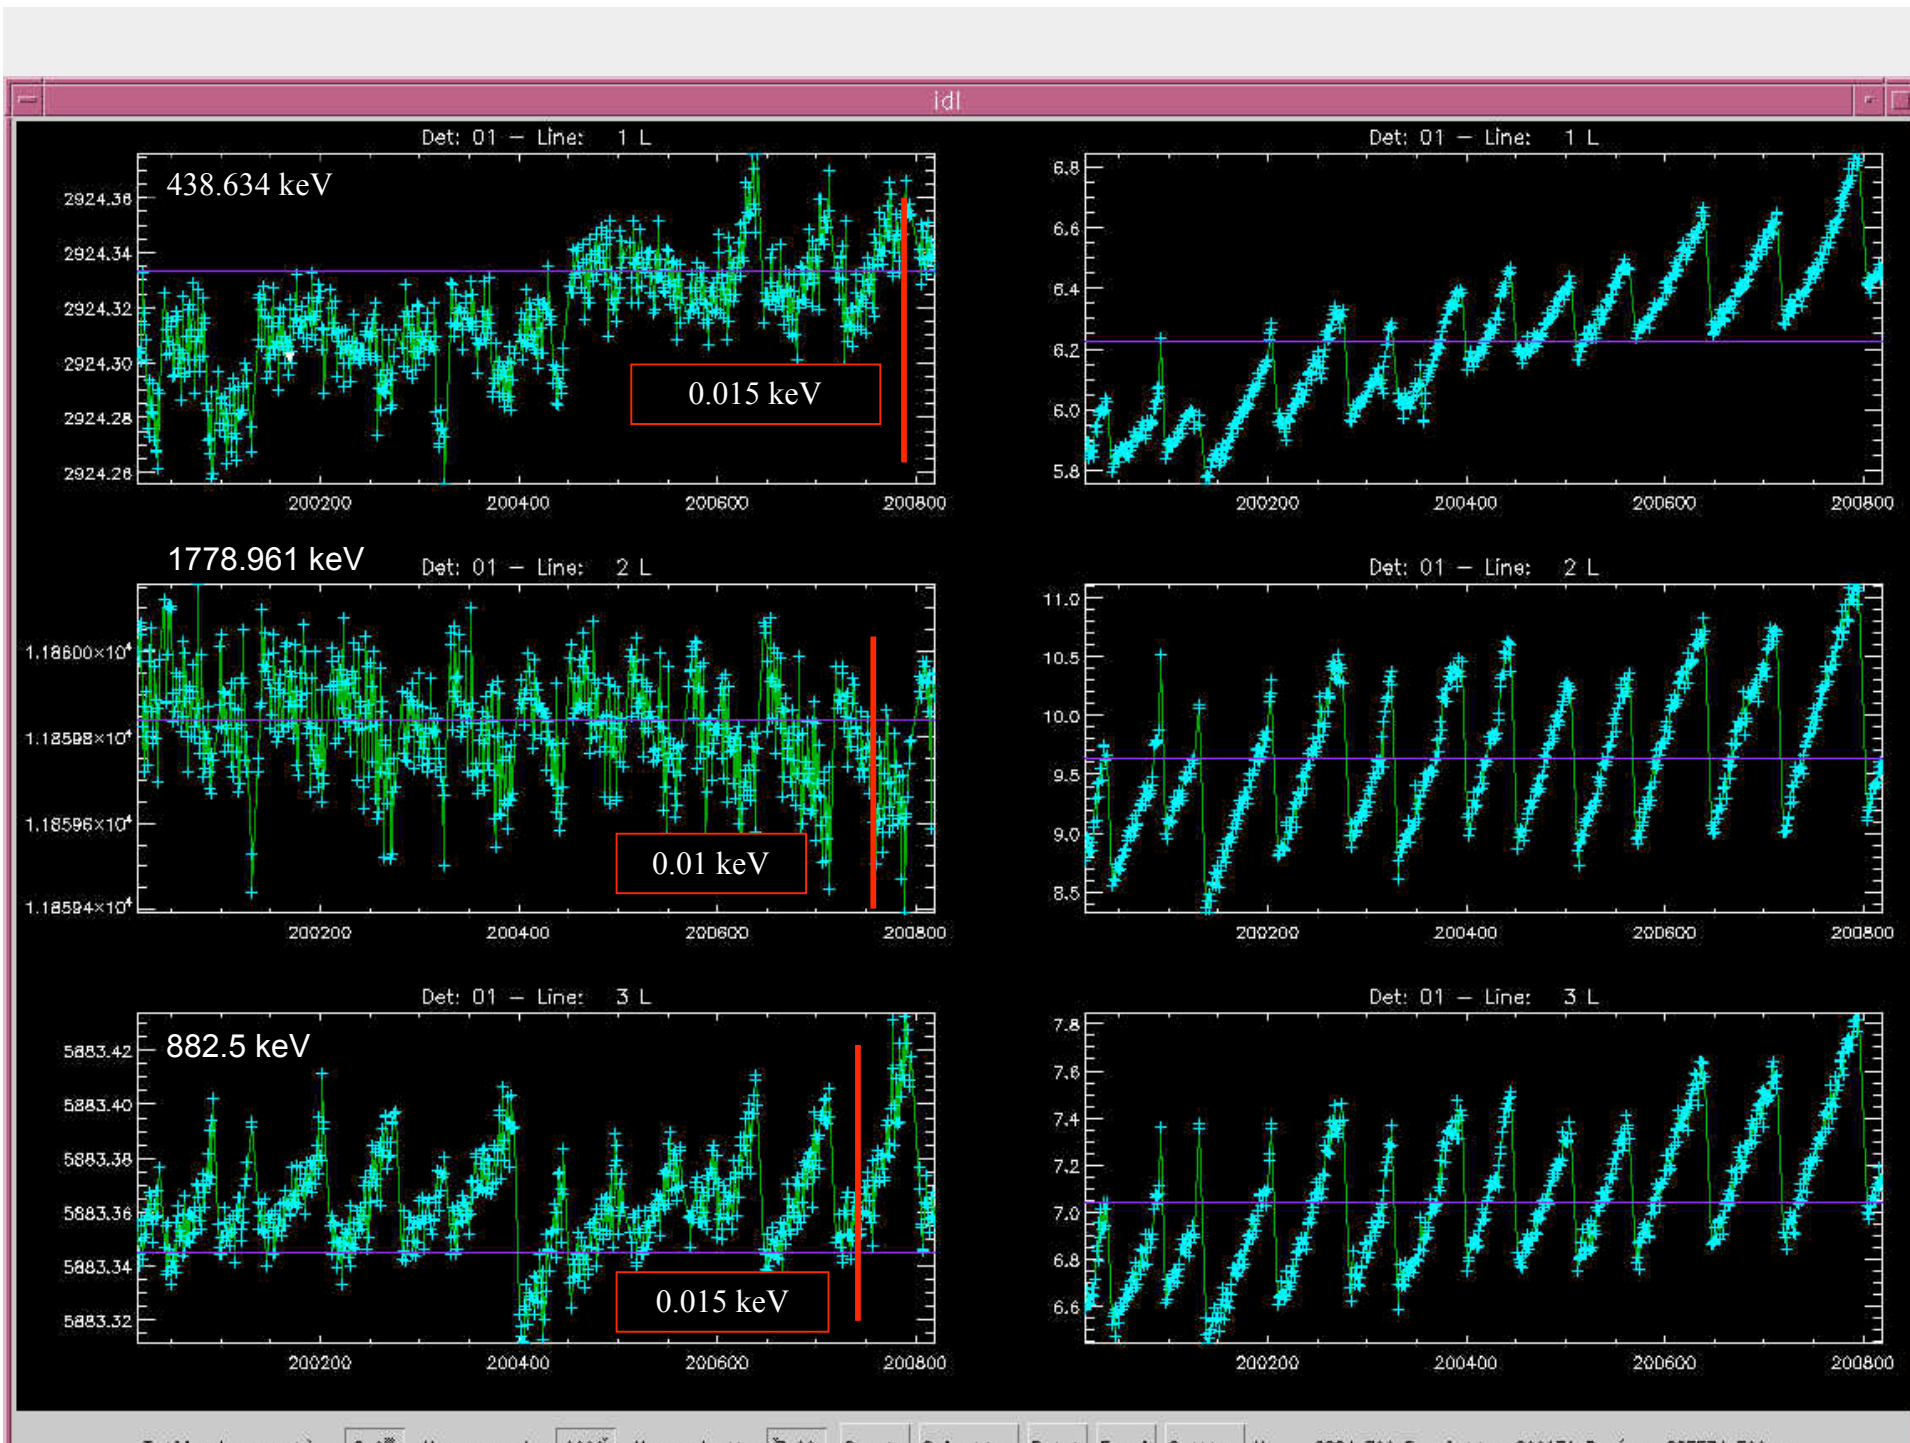 idl
Det: 01 – Line: 1 L
438.634 keV
2924.36
2924.34
2924.32
2924.30
2924.28
2924.26
0.015 keV
200200 200400 200600 200800
Det: 01 – Line: 1 L
6.8
6.6
6.4
6.2
6.0
5.8
200200 200400 200600 200800
1778.961 keV
Det: 01 – Line: 2 L
1.18600×10⁴
1.18598×10⁴
1.18596×10⁴
1.18594×10⁴
0.01 keV
200200 200400 200600 200800
Det: 01 – Line: 2 L
11.0
10.5
10.0
9.5
9.0
8.5
200200 200400 200600 200800
Det: 01 – Line: 3 L
882.5 keV
5883.42
5883.40
5883.38
5883.36
5883.34
5883.32
0.015 keV
200200 200400 200600 200800
Det: 01 – Line: 3 L
7.8
7.6
7.4
7.2
7.0
6.8
6.6
200200 200400 200600 200800